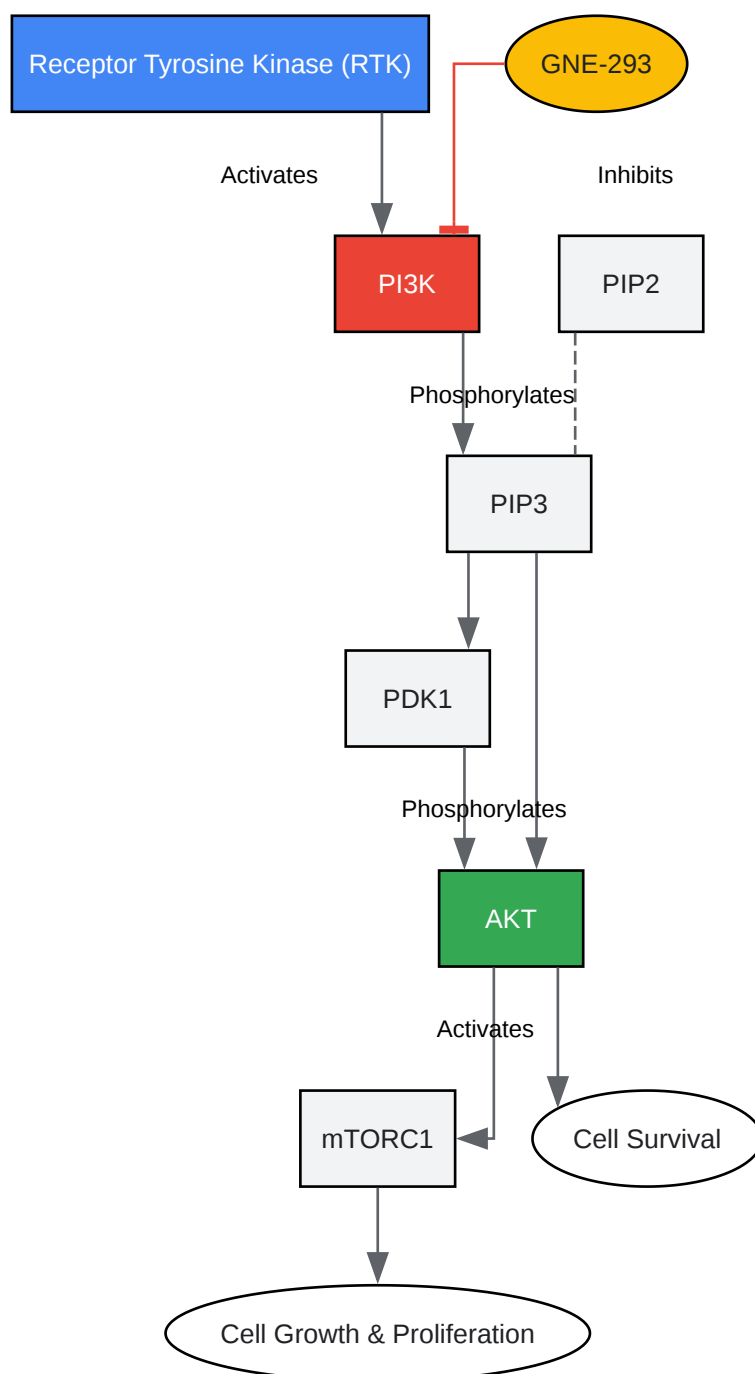 Receptor Tyrosine Kinase (RTK)
GNE-293
Activates
Inhibits
PI3K
PIP2
Phosphorylates
PIP3
PDK1
Phosphorylates
AKT
Activates
mTORC1
Cell Survival
Cell Growth & Proliferation